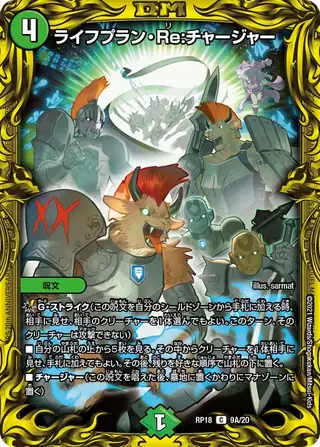 DM
4
リ
ライフプラン・Re:チャージャー
XX
呪文
illus. sarmat
G・ストライク(この呪文を自分のシールドゾーンから手札に加える時、
相手に見せ、相手のクリーチャーを1体選んでもよい。このターン、そ
のクリーチャーは攻撃できない)
■ 自分の山札の上から5枚を見る。その中からクリーチャーを1体相手
に見せ、手札に加えてもよい。その後、残りを好きな順序で山札の下に置く。
■ チャージャー(この呪文を唱えた後、墓地に置くかわりにマナゾーンに
置く)
1
RP18 C 9A/20